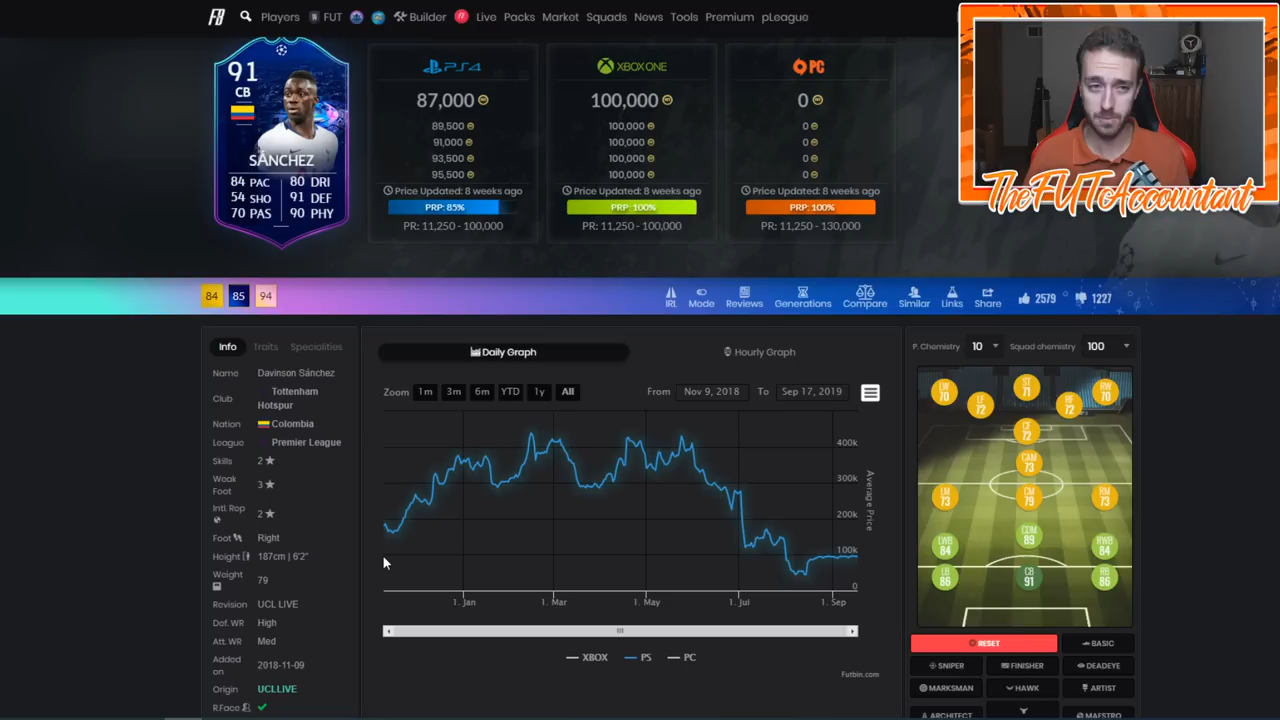 FB Players FUT Builder Live Packs Market Squads News Tools Premium pLeague
TheFUTAccountant
91
CB
SÁNCHEZ
84 PAC 80 DRI
54 SHO 91 DEF
70 PAS 90 PHY
PS4
87,000
89,500
91,000
93,500
95,500
Price Updated: 8 weeks ago
PRP: 85%
PR: 11,250 - 100,000
XBOX ONE
100,000
100,000
100,000
100,000
100,000
Price Updated: 8 weeks ago
PRP: 100%
PR: 11,250 - 100,000
PC
0
0
0
0
0
Price Updated: 8 weeks ago
PRP: 100%
PR: 11,250 - 130,000
84 85 94
IRL Mode Reviews Generations Compare Similar Links Share 2579 1227
Info Traits Specialities
Name Davinson Sánchez
Club Tottenham
Hotspur
Nation Colombia
League Premier League
Skills 2
Weak
Foot 3
Intl. Rep 2
Foot Right
Height 187cm | 6'2"
Weight 79
Revision UCL LIVE
Def. WR High
Att. WR Med
Added
on 2018-11-09
Origin UCLLIVE
R.Face
Daily Graph Hourly Graph
Zoom 1m 3m 6m YTD 1y All From Nov 9, 2018 To Sep 17, 2019
400k
300k
200k
100k
0
Average Price
1. Jan 1. Mar 1. May 1. Jul 1. Sep
XBOX PS PC
Futbin.com
P. Chemistry 10 Squad chemistry 100
LW 70
ST 71
RW 70
LF 72
RF 72
CF 72
CAM 73
LM 73
CM 79
RM 73
CDM 89
LWB 84
RWB 84
LB 86
CB 91
RB 86
RESET BASIC
SNIPER FINISHER DEADEYE
MARKSMAN HAWK ARTIST
ARCHITECT MAESTRO